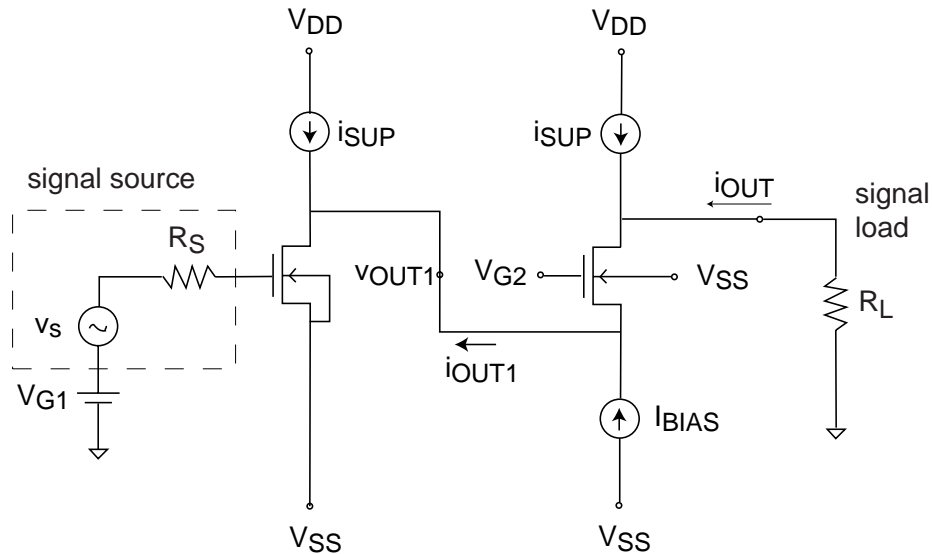 VDD
VDD
iSUP
iSUP
signal source
iOUT
signal
load
RS
vOUT1
VG2
VSS
RL
vs
iOUT1
VG1
IBIAS
VSS
VSS